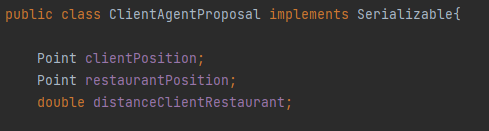 public class ClientAgentProposal implements Serializable{
Point clientPosition;
Point restaurantPosition;
double distanceClientRestaurant;